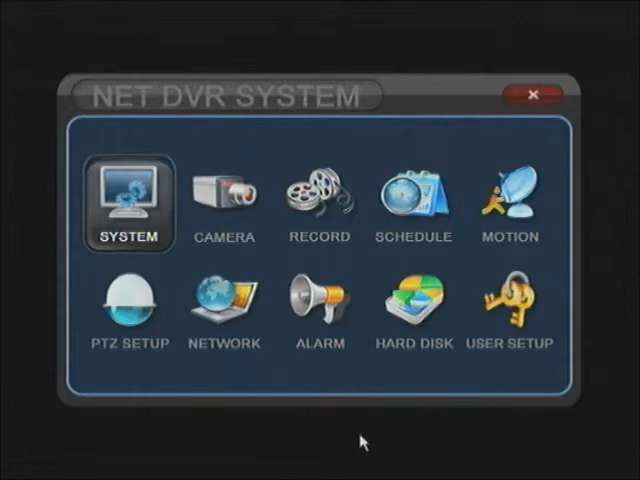 NET DVR SYSTEM
SYSTEM CAMERA RECORD SCHEDULE MOTION
PTZ SETUP NETWORK ALARM HARD DISK USER SETUP